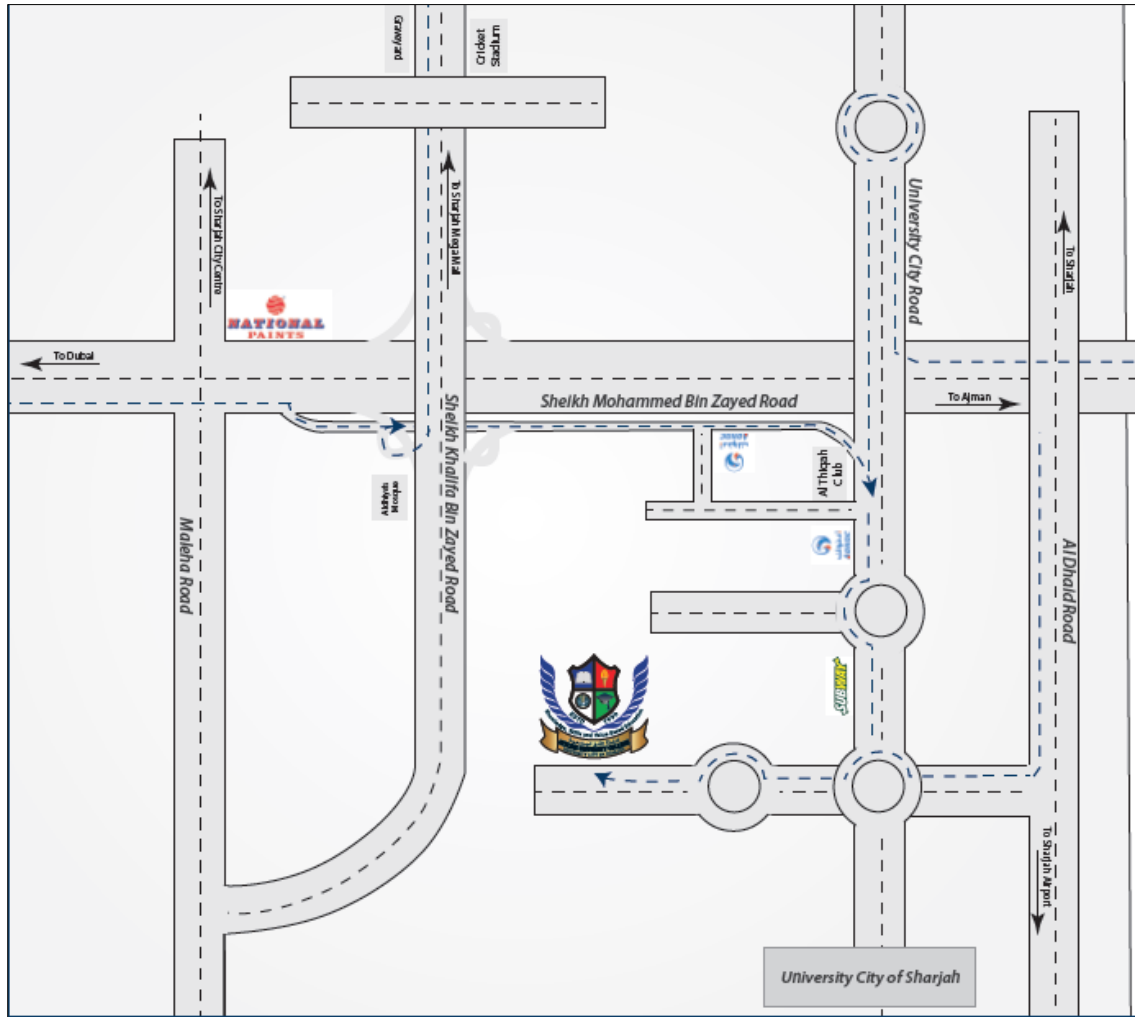 Graveyard
Cricket
Stadium
To Sharjah City Centre
To Sharjah Mega Mall
University City Road
To Sharjah
NATIONAL
PAINTS
To Dubai
Sheikh Mohammed Bin Zayed Road
To Ajman
Sheikh Khalifa Bin Zayed Road
Al Thiqah
Club
Mosque
Maleha Road
Al Dhaid Road
SUBWAY
To Sharjah Airport
University City of Sharjah